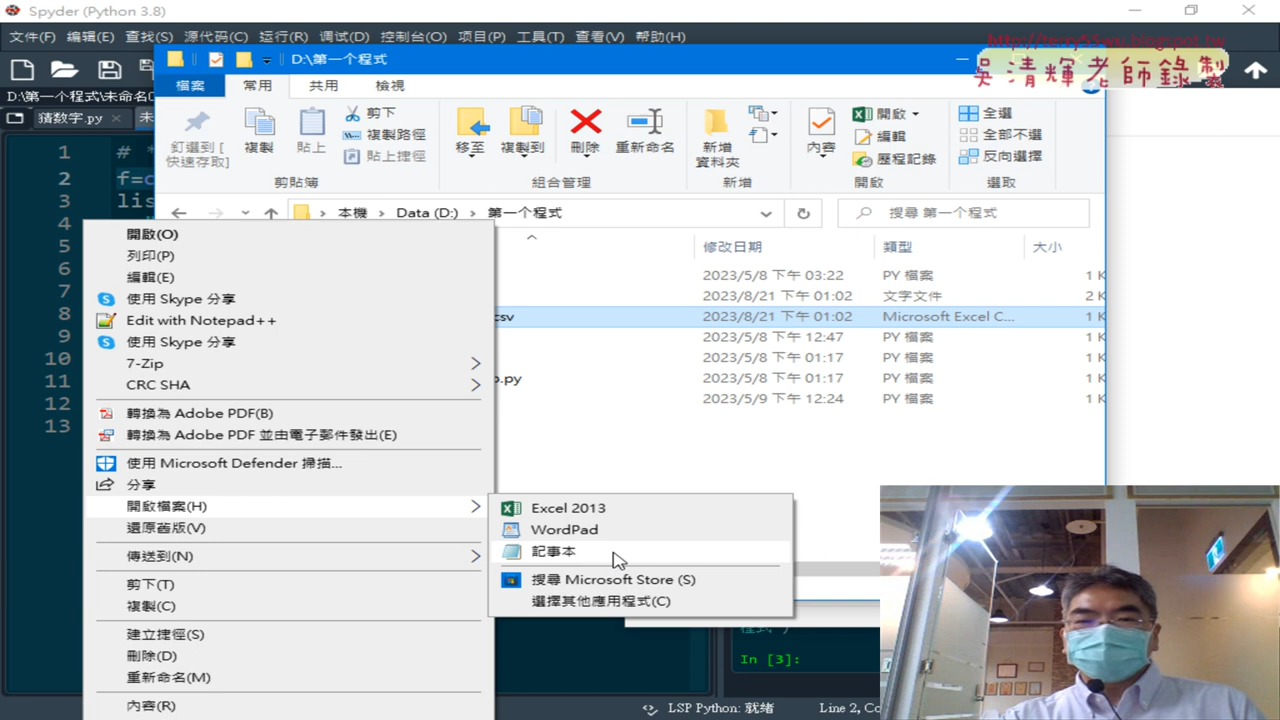 Spyder (Python 3.8)
文件(F) 编辑(E) 查找(S) 源代码(C) 运行(R) 调试(D) 控制台(O) 项目(P) 工具(T) 查看(V) 帮助(H)
http://terry55wu.blogspot.tw
吳清輝老師錄製
D:\第一个程式
檔案 常用 共用 檢視
D:\第一个程式\未命名
猜数字.py
釘選到 [
快速存取]
複製
貼上
剪下
複製路徑
貼上捷徑
移至
複製到
刪除
重新命名
新增
資料夾
內容
開啟
編輯
歷程記錄
全選
全部不選
反向選擇
剪貼簿 組合管理 新增 開啟 選取
本機 Data (D:) 第一个程式
搜尋 第一个程式
修改日期 類型 大小
2023/5/8 下午 03:22 PY 檔案 1 K
2023/8/21 下午 01:02 文字文件 2 K
csv 2023/8/21 下午 01:02 Microsoft Excel C... 1 K
2023/5/8 下午 12:47 PY 檔案 1 K
2023/5/8 下午 01:17 PY 檔案 1 K
.py 2023/5/8 下午 01:17 PY 檔案 1 K
2023/5/9 下午 12:24 PY 檔案 1 K
1 # *
2 f=
3 lis
4
5
6
7
8
9
10
11
12
13
開啟(O)
列印(P)
編輯(E)
使用 Skype 分享
Edit with Notepad++
使用 Skype 分享
7-Zip
CRC SHA
轉換為 Adobe PDF(B)
轉換為 Adobe PDF 並由電子郵件發出(E)
使用 Microsoft Defender 掃描...
分享
開啟檔案(H)
還原舊版(V)
傳送到(N)
剪下(T)
複製(C)
建立捷徑(S)
刪除(D)
重新命名(M)
內容(R)
Excel 2013
WordPad
記事本
搜尋 Microsoft Store (S)
選擇其他應用程式(C)
In [3]:
LSP Python: 就绪 Line 2, Co